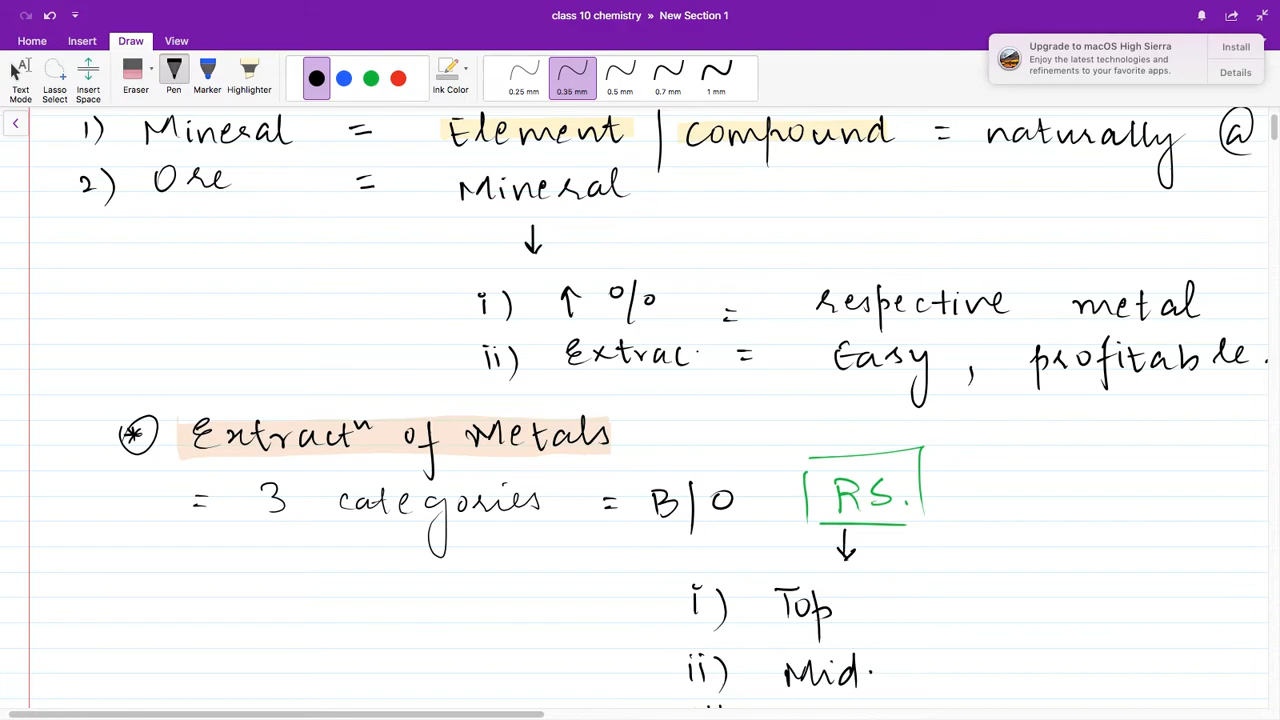 class 10 chemistry » New Section 1
Home Insert Draw View
Upgrade to macOS High Sierra
Enjoy the latest technologies and
refinements to your favorite apps.
Install
Details
Text Mode
Lasso Select
Insert Space
Eraser
Pen
Marker
Highlighter
Ink Color
0.25 mm 0.35 mm 0.5 mm 0.7 mm 1 mm
1) Mineral = Element | compound = naturally @
2) Ore = Mineral
↓
i) ↑ % = respective metal
ii) Extrac. = Easy, profitable.
* Extractⁿ of Metals
= 3 categories = B|O RS.
↓
i) Top
ii) Mid.